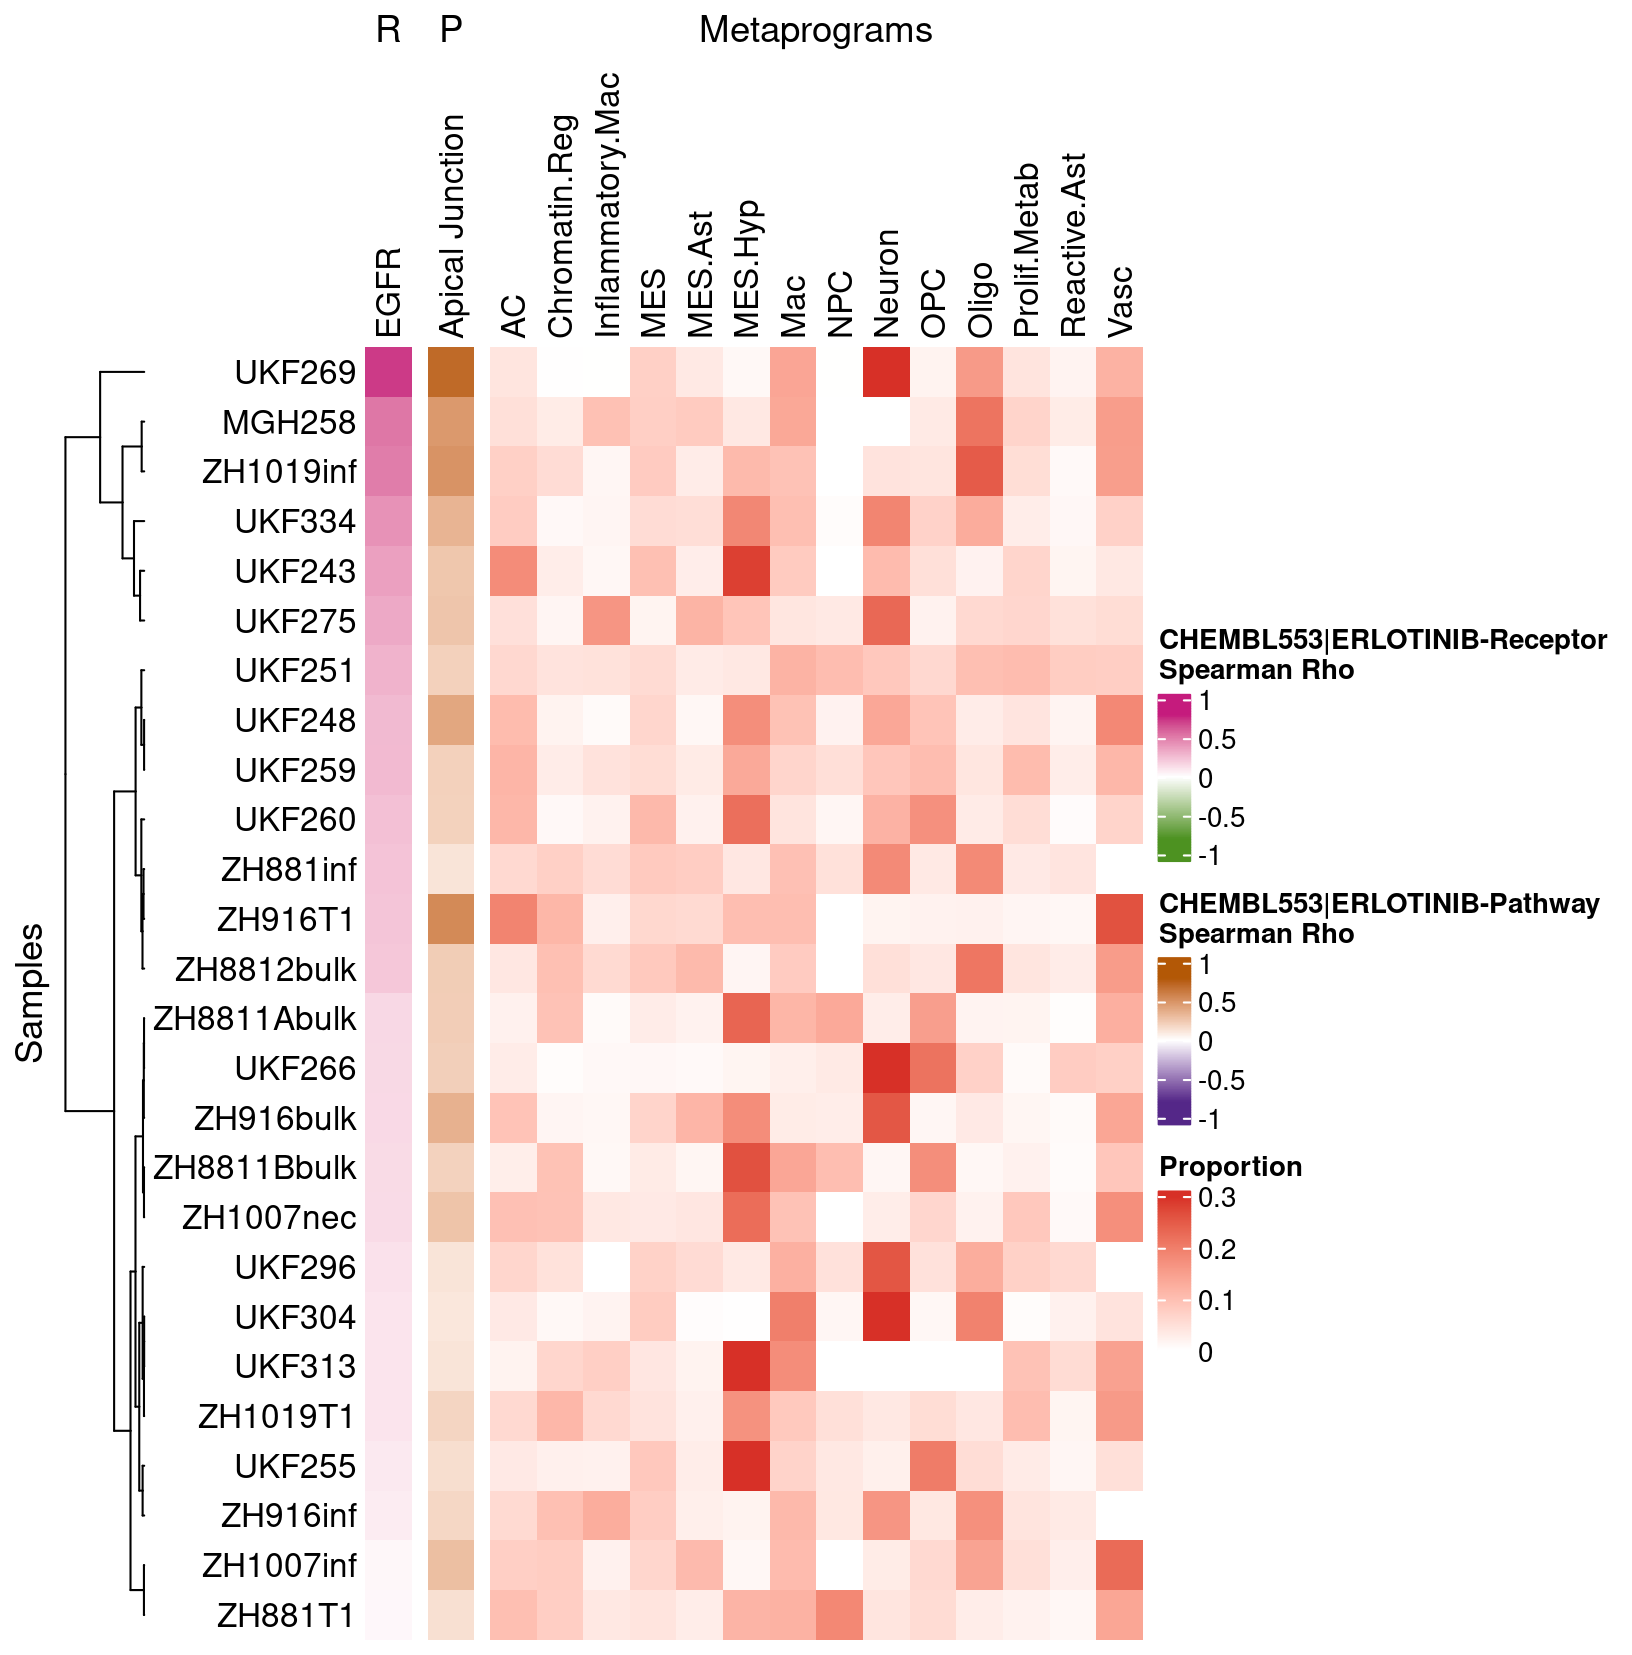 R P Metaprograms
EGFR
Apical Junction
AC
Chromatin.Reg
Inflammatory.Mac
MES
MES.Ast
MES.Hyp
Mac
NPC
Neuron
OPC
Oligo
Prolif.Metab
Reactive.Ast
Vasc
Samples
UKF269
MGH258
ZH1019inf
UKF334
UKF243
UKF275
UKF251
UKF248
UKF259
UKF260
ZH881inf
ZH916T1
ZH8812bulk
ZH8811Abulk
UKF266
ZH916bulk
ZH8811Bbulk
ZH1007nec
UKF296
UKF304
UKF313
ZH1019T1
UKF255
ZH916inf
ZH1007inf
ZH881T1
CHEMBL553|ERLOTINIB-Receptor
Spearman Rho
1
0.5
0
-0.5
-1
CHEMBL553|ERLOTINIB-Pathway
Spearman Rho
1
0.5
0
-0.5
-1
Proportion
0.3
0.2
0.1
0